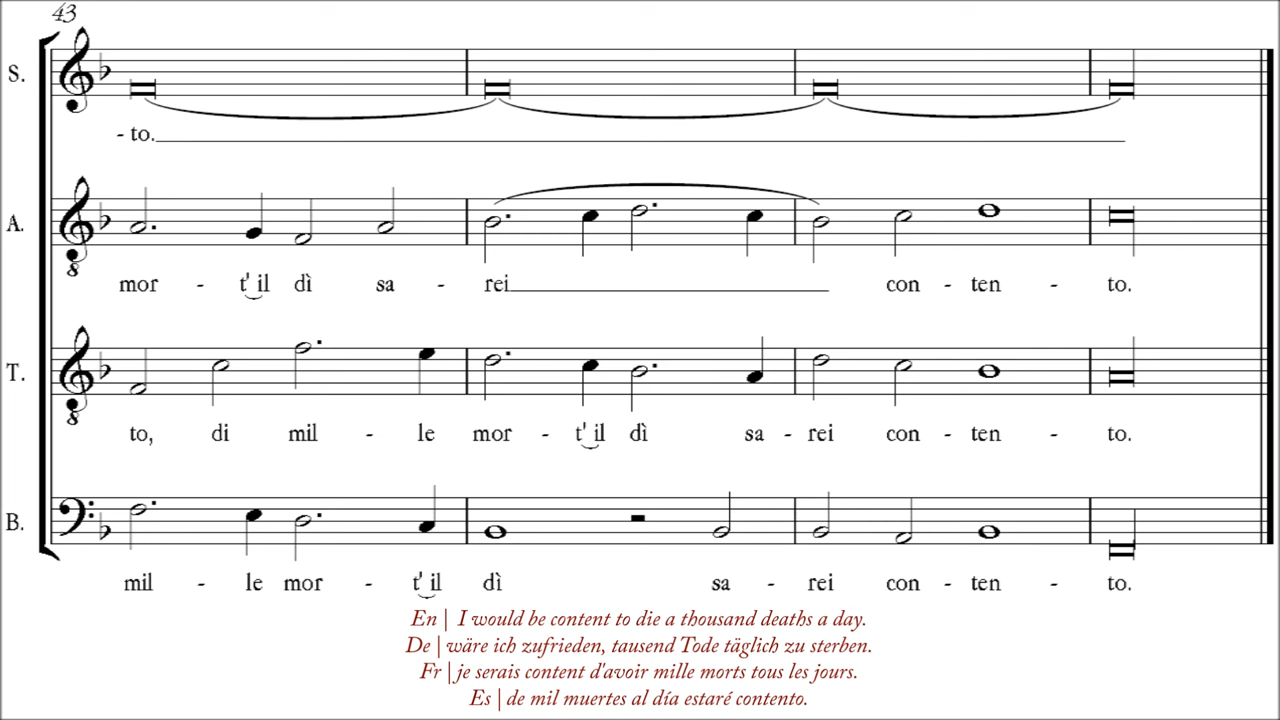 43
S.
- to.
A.
8
mor - t' il dì sa - rei con - ten - to.
T.
8
to, di mil - le mor - t' il dì sa - rei con - ten - to.
B.
mil - le mor - t' il dì sa - rei con - ten - to.
En | I would be content to die a thousand deaths a day.
De | wäre ich zufrieden, tausend Tode täglich zu sterben.
Fr | je serais content d'avoir mille morts tous les jours.
Es | de mil muertes al día estaré contento.